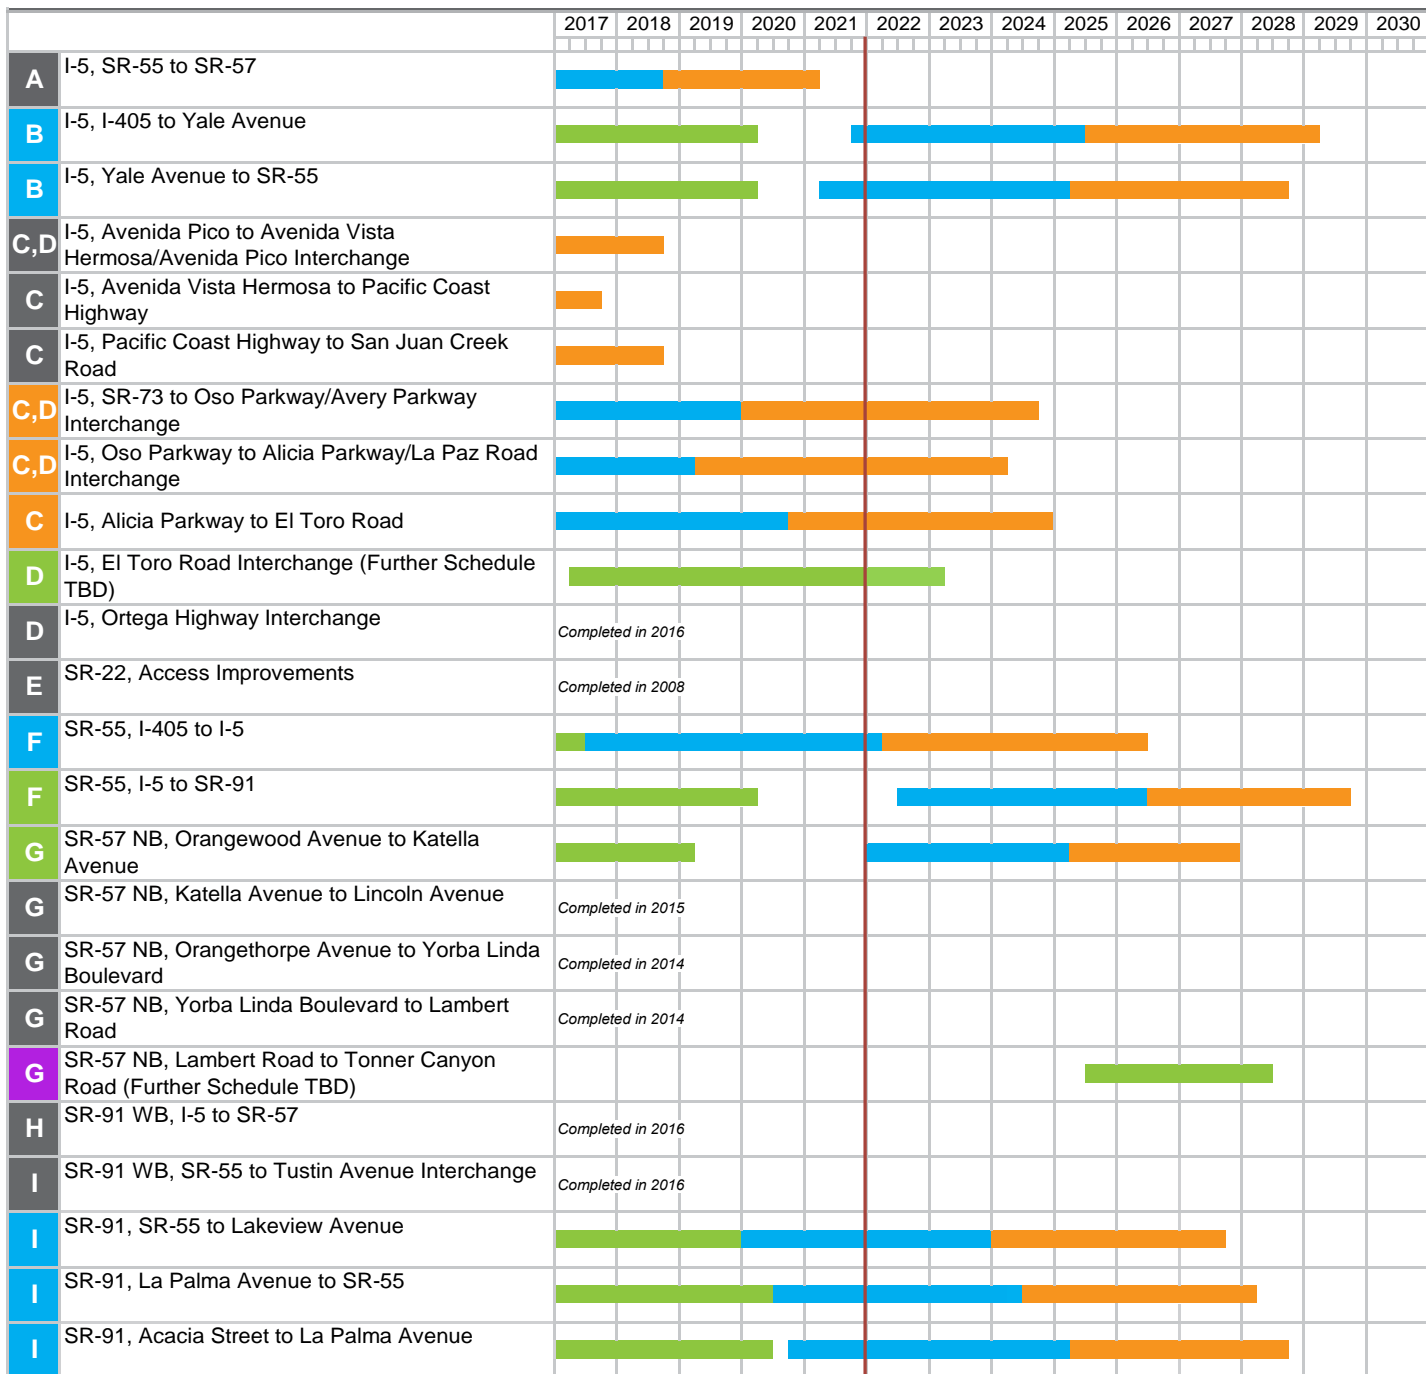 2017 2018 2019 2020 2021 2022 2023 2024 2025 2026 2027 2028 2029 2030
A I-5, SR-55 to SR-57
B I-5, I-405 to Yale Avenue
B I-5, Yale Avenue to SR-55
C,D I-5, Avenida Pico to Avenida Vista
Hermosa/Avenida Pico Interchange
C I-5, Avenida Vista Hermosa to Pacific Coast
Highway
C I-5, Pacific Coast Highway to San Juan Creek
Road
C,D I-5, SR-73 to Oso Parkway/Avery Parkway
Interchange
C,D I-5, Oso Parkway to Alicia Parkway/La Paz Road
Interchange
C I-5, Alicia Parkway to El Toro Road
D I-5, El Toro Road Interchange (Further Schedule
TBD)
D I-5, Ortega Highway Interchange Completed in 2016
E SR-22, Access Improvements Completed in 2008
F SR-55, I-405 to I-5
F SR-55, I-5 to SR-91
G SR-57 NB, Orangewood Avenue to Katella
Avenue
G SR-57 NB, Katella Avenue to Lincoln Avenue Completed in 2015
G SR-57 NB, Orangethorpe Avenue to Yorba Linda
Boulevard Completed in 2014
G SR-57 NB, Yorba Linda Boulevard to Lambert
Road Completed in 2014
G SR-57 NB, Lambert Road to Tonner Canyon
Road (Further Schedule TBD)
H SR-91 WB, I-5 to SR-57 Completed in 2016
I SR-91 WB, SR-55 to Tustin Avenue Interchange Completed in 2016
I SR-91, SR-55 to Lakeview Avenue
I SR-91, La Palma Avenue to SR-55
I SR-91, Acacia Street to La Palma Avenue